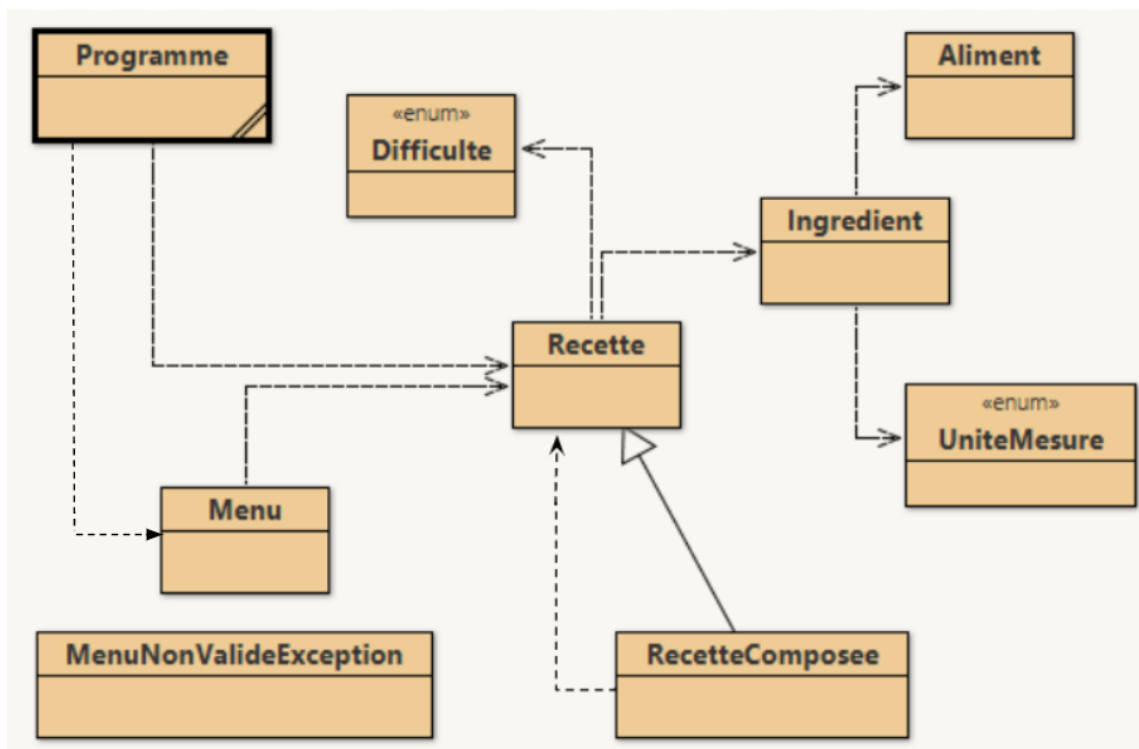 Programme
Aliment
«enum»
Difficulte
Ingredient
Recette
«enum»
UniteMesure
Menu
MenuNonValideException
RecetteComposee